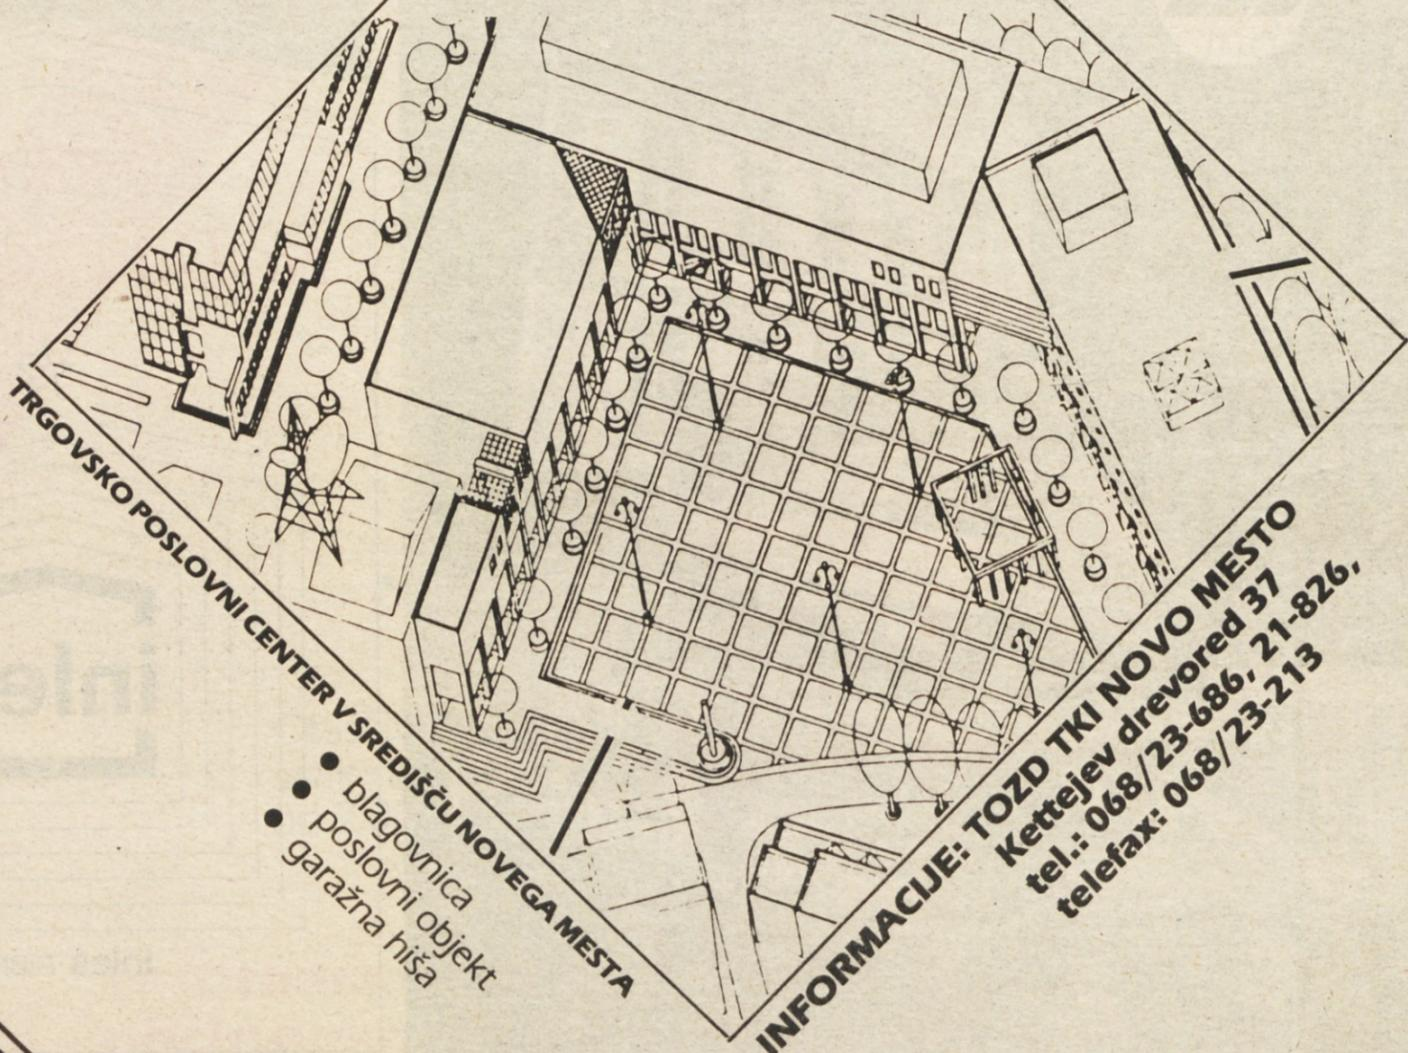 TRGOVSKO POSLOVNI CENTER V SREDIŠČU NOVEGA MESTA
● blagovnica
● poslovni objekt
● garažna hiša
INFORMACIJE: TOZD TKI NOVO MESTO
Kettejev drevored 37
tel.: 068/23-686, 21-826,
telefax: 068/23-213